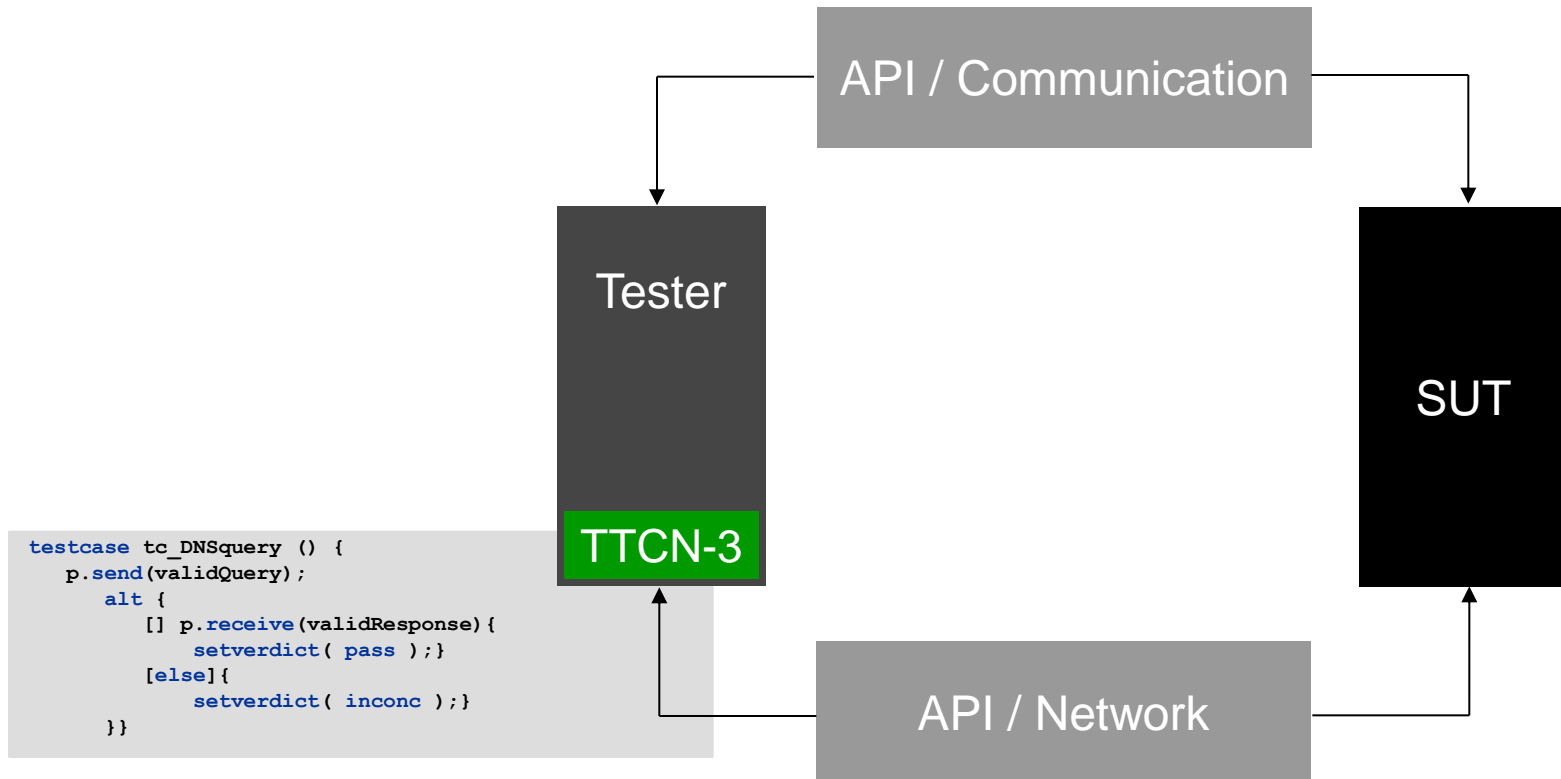 API / Communication
Tester
SUT
TTCN-3
testcase tc_DNSquery () {
p.send(validQuery);
alt {
[] p.receive(validResponse){
setverdict( pass );}
[else]{
setverdict( inconc );}
}}
API / Network